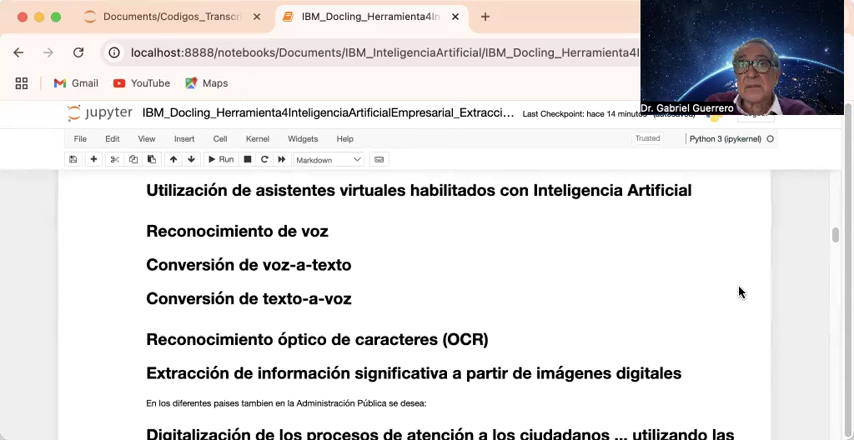 Documents/Codigos_Transcri
IBM_Docling_Herramienta4In
localhost:8888/notebooks/Documents/IBM_InteligenciaArtificial/IBM_Docling_Herramienta4I
Gmail
YouTube
Maps
Dr. Gabriel Guerrero
jupyter
IBM_Docling_Herramienta4InteligenciaArtificialEmpresarial_Extracci...
Last Checkpoint: hace 14 minutos
File Edit View Insert Cell Kernel Widgets Help
Trusted
Python 3 (ipykernel)
Run
Markdown
Utilización de asistentes virtuales habilitados con Inteligencia Artificial
Reconocimiento de voz
Conversión de voz-a-texto
Conversión de texto-a-voz
Reconocimiento óptico de caracteres (OCR)
Extracción de información significativa a partir de imágenes digitales
En los diferentes paises tambien en la Administración Pública se desea:
Digitalización de los procesos de atención a los ciudadanos ... utilizando las